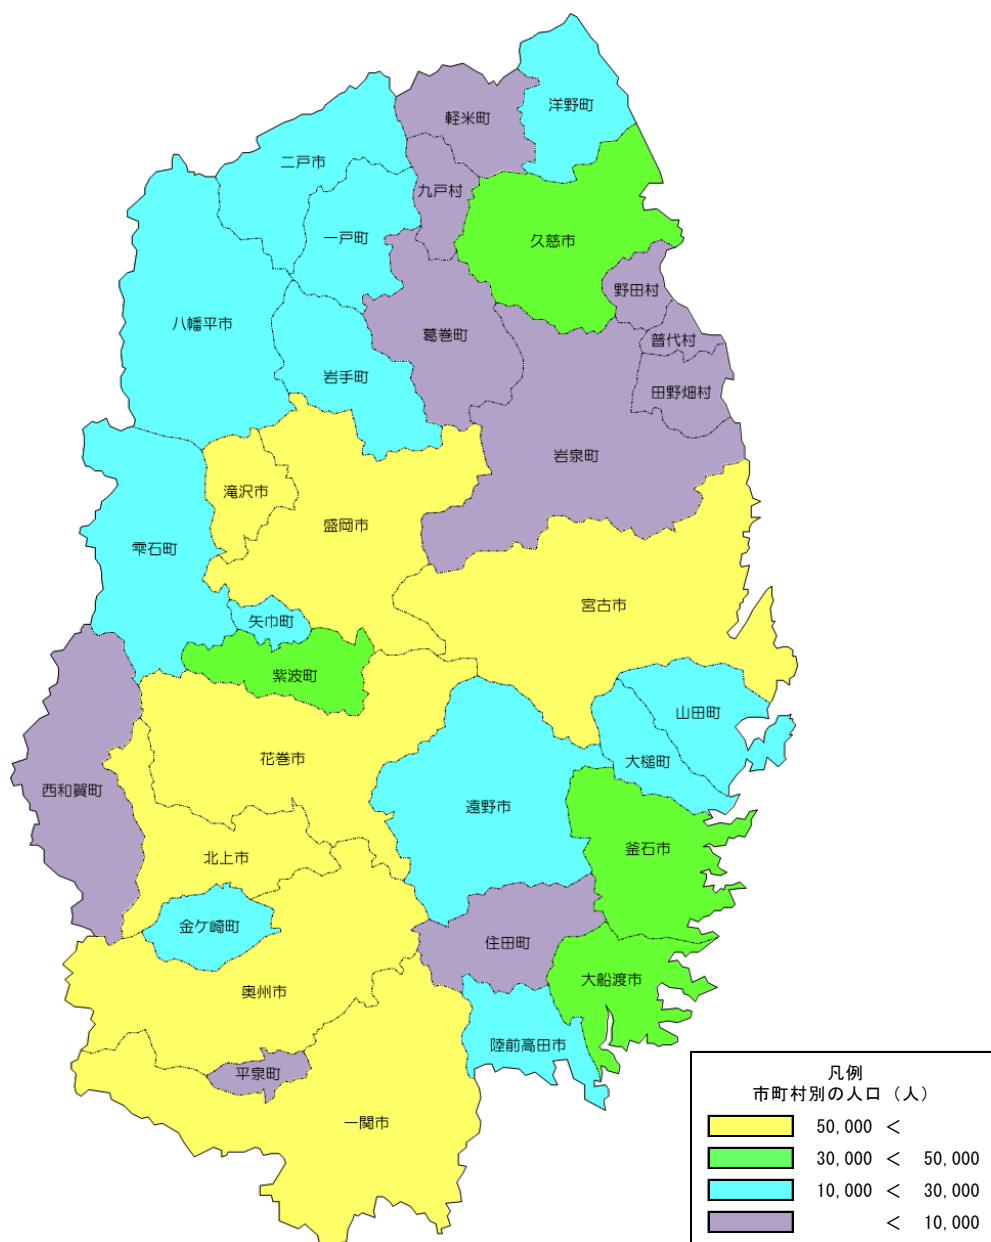 洋野町
軽米町
二戸市
九戸村
一戸町
久慈市
野田村
八幡平市
葛巻町
普代村
岩手町
田野畑村
岩泉町
滝沢市
盛岡市
雫石町
宮古市
矢巾町
紫波町
山田町
花巻市
大槌町
西和賀町
遠野市
釜石市
北上市
金ケ崎町
住田町
大船渡市
奥州市
陸前高田市
平泉町
一関市
凡例
市町村別の人口（人）
50,000 <
30,000 < 50,000
10,000 < 30,000
< 10,000